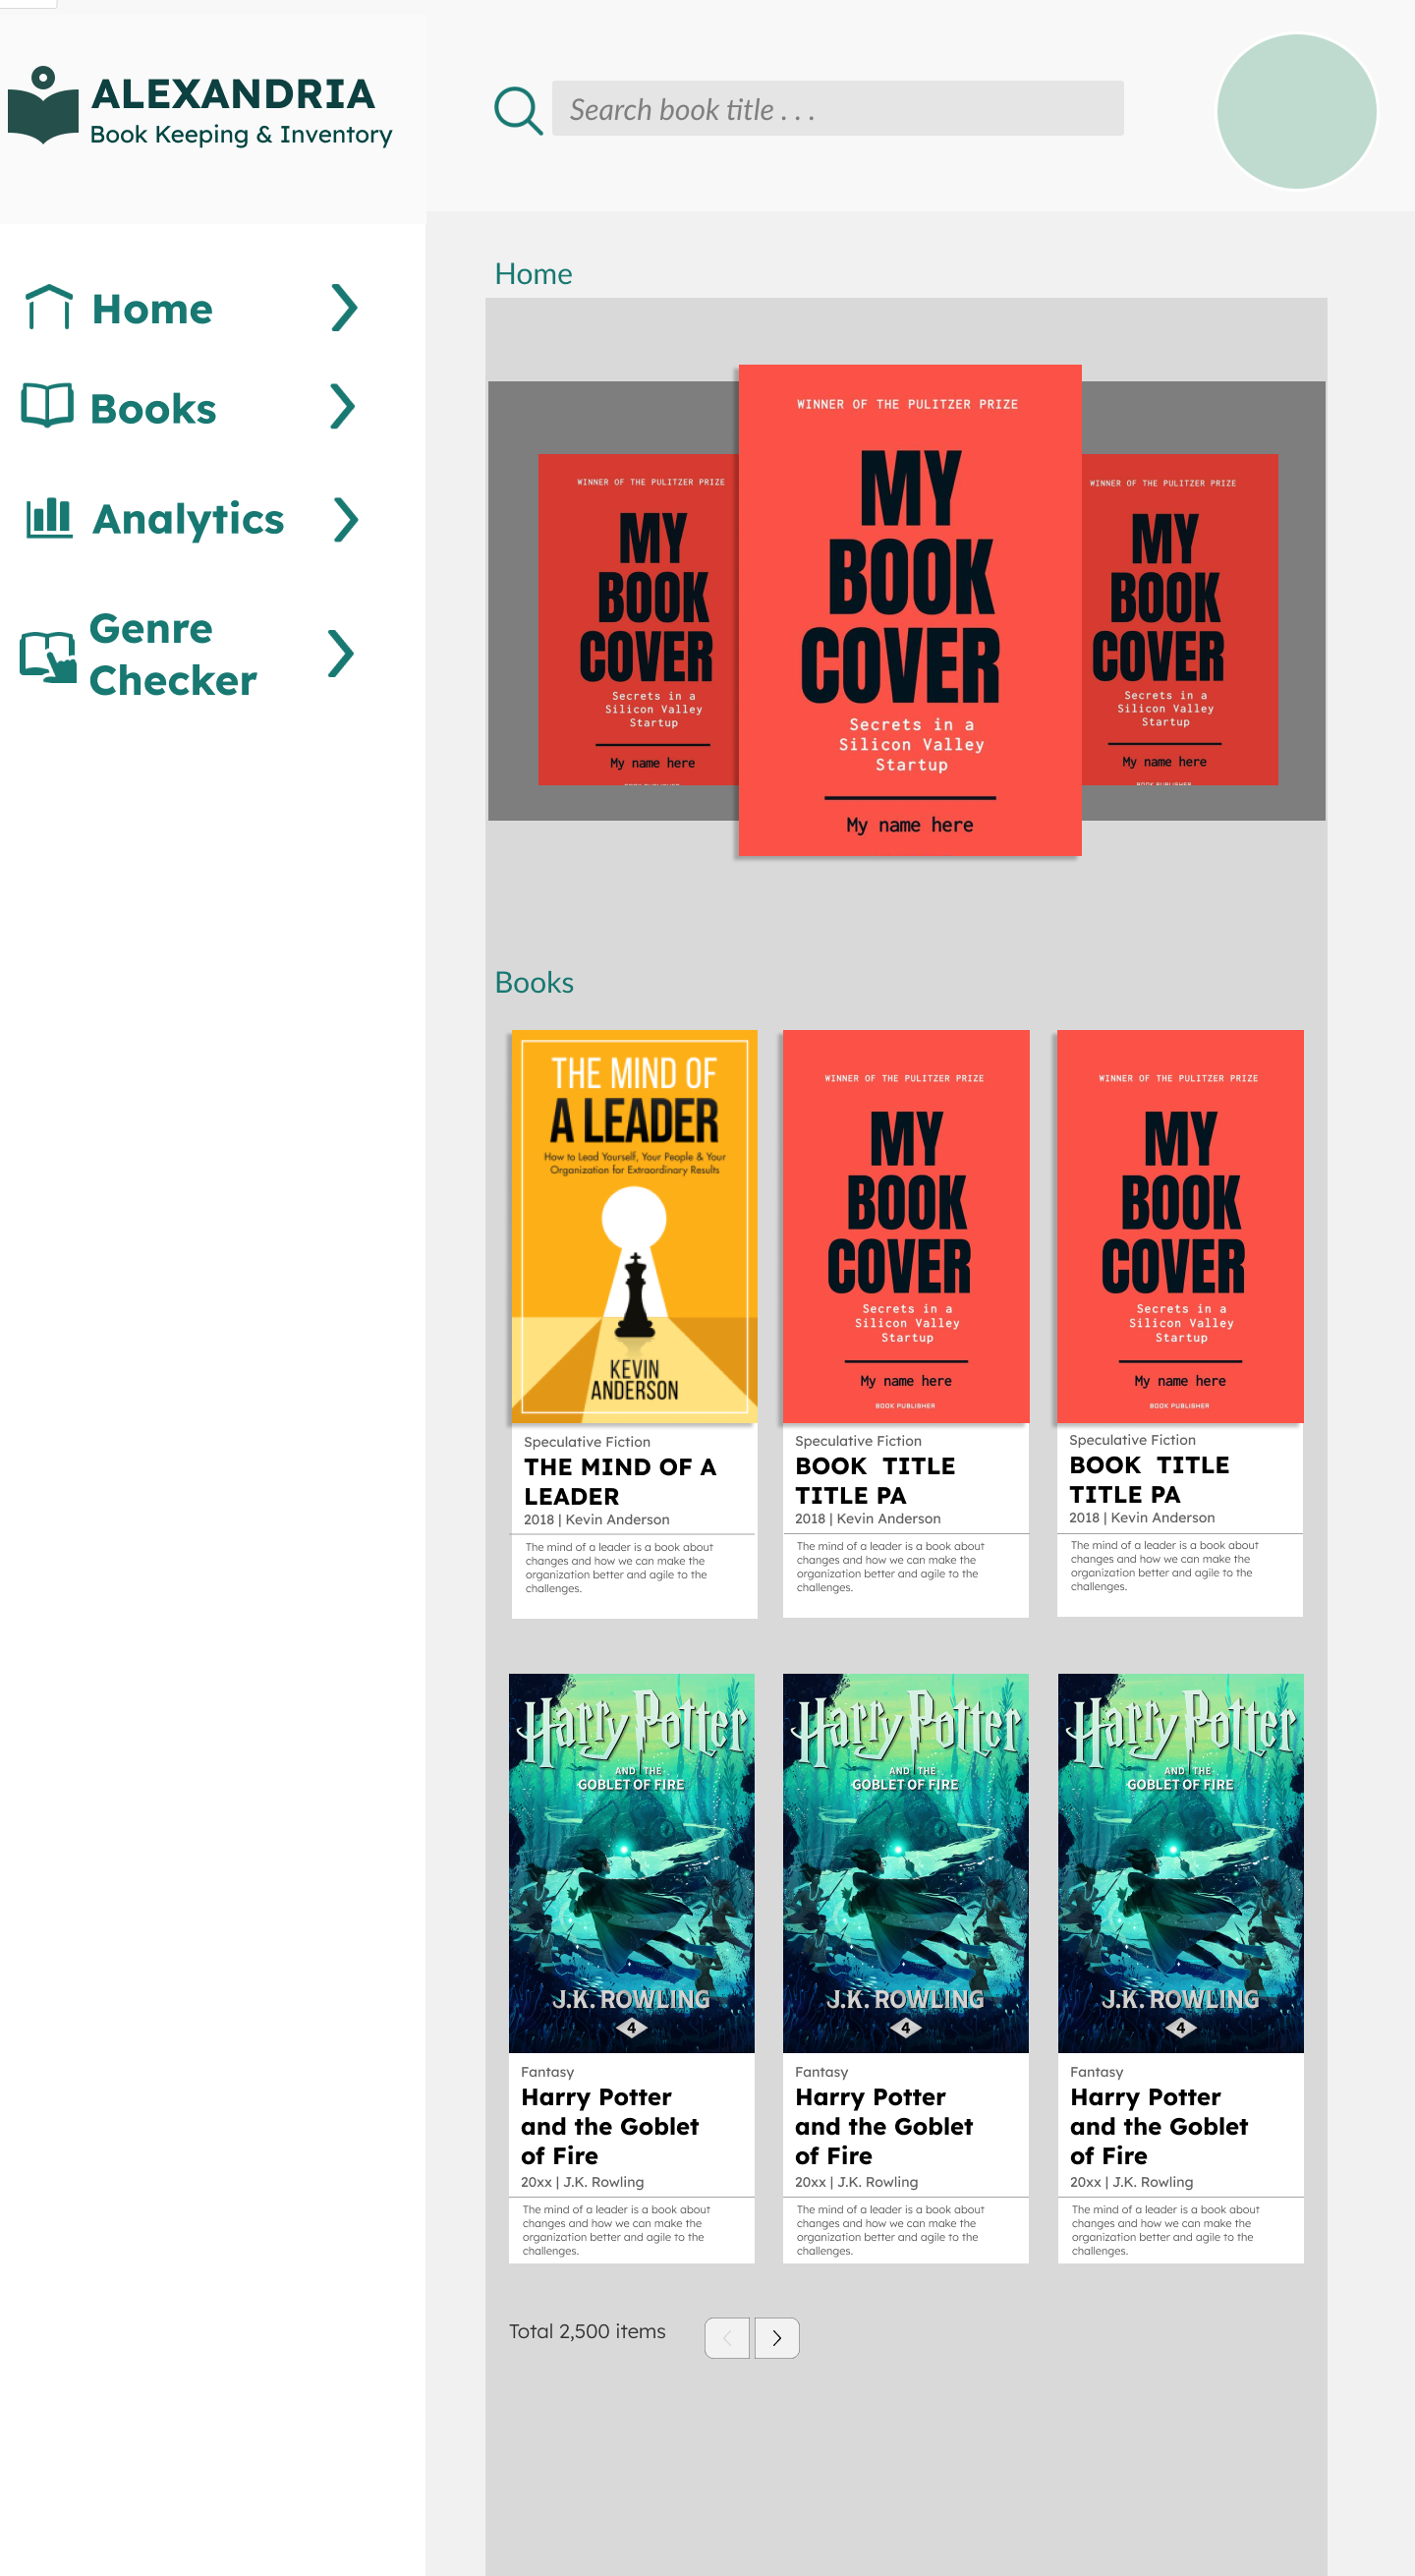 ALEXANDRIA
Book Keeping & Inventory
Search book title . . .
Home
Books
Analytics
Genre
Checker
Home
WINNER OF THE PULITZER PRIZE
MY
BOOK
COVER
Secrets in a
Silicon Valley
Startup
My name here
WINNER OF THE PULITZER PRIZE
MY
BOOK
COVER
Secrets in a
Silicon Valley
Startup
My name here
WINNER OF THE PULITZER PRIZE
MY
BOOK
COVER
Secrets in a
Silicon Valley
Startup
My name here
BOOK PUBLISHER
Books
THE MIND OF
A LEADER
How to Lead Yourself, Your People & Your
Organization for Extraordinary Results
KEVIN
ANDERSON
Speculative Fiction
THE MIND OF A
LEADER
2018 | Kevin Anderson
The mind of a leader is a book about
changes and how we can make the
organization better and agile to the
challenges.
WINNER OF THE PULITZER PRIZE
MY
BOOK
COVER
Secrets in a
Silicon Valley
Startup
My name here
BOOK PUBLISHER
Speculative Fiction
BOOK TITLE
TITLE PA
2018 | Kevin Anderson
The mind of a leader is a book about
changes and how we can make the
organization better and agile to the
challenges.
WINNER OF THE PULITZER PRIZE
MY
BOOK
COVER
Secrets in a
Silicon Valley
Startup
My name here
BOOK PUBLISHER
Speculative Fiction
BOOK TITLE
TITLE PA
2018 | Kevin Anderson
The mind of a leader is a book about
changes and how we can make the
organization better and agile to the
challenges.
Harry Potter
AND THE
GOBLET OF FIRE
J.K. ROWLING
4
Fantasy
Harry Potter
and the Goblet
of Fire
20xx | J.K. Rowling
The mind of a leader is a book about
changes and how we can make the
organization better and agile to the
challenges.
Harry Potter
AND THE
GOBLET OF FIRE
J.K. ROWLING
4
Fantasy
Harry Potter
and the Goblet
of Fire
20xx | J.K. Rowling
The mind of a leader is a book about
changes and how we can make the
organization better and agile to the
challenges.
Harry Potter
AND THE
GOBLET OF FIRE
J.K. ROWLING
4
Fantasy
Harry Potter
and the Goblet
of Fire
20xx | J.K. Rowling
The mind of a leader is a book about
changes and how we can make the
organization better and agile to the
challenges.
Total 2,500 items